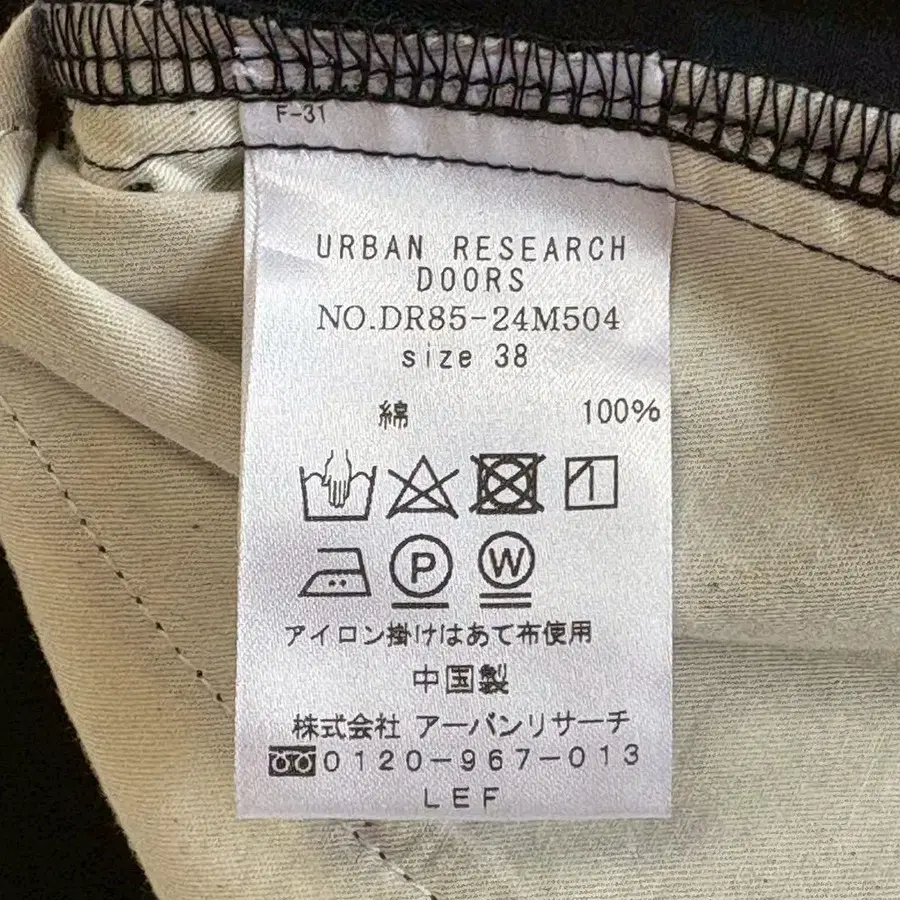 F-31
URBAN RESEARCH
DOORS
NO.DR85-24M504
size 38
綿 100%
1
P W
アイロン掛けはあて布使用
中国製
株式会社 アーバンリサーチ
0120-967-013
LEF